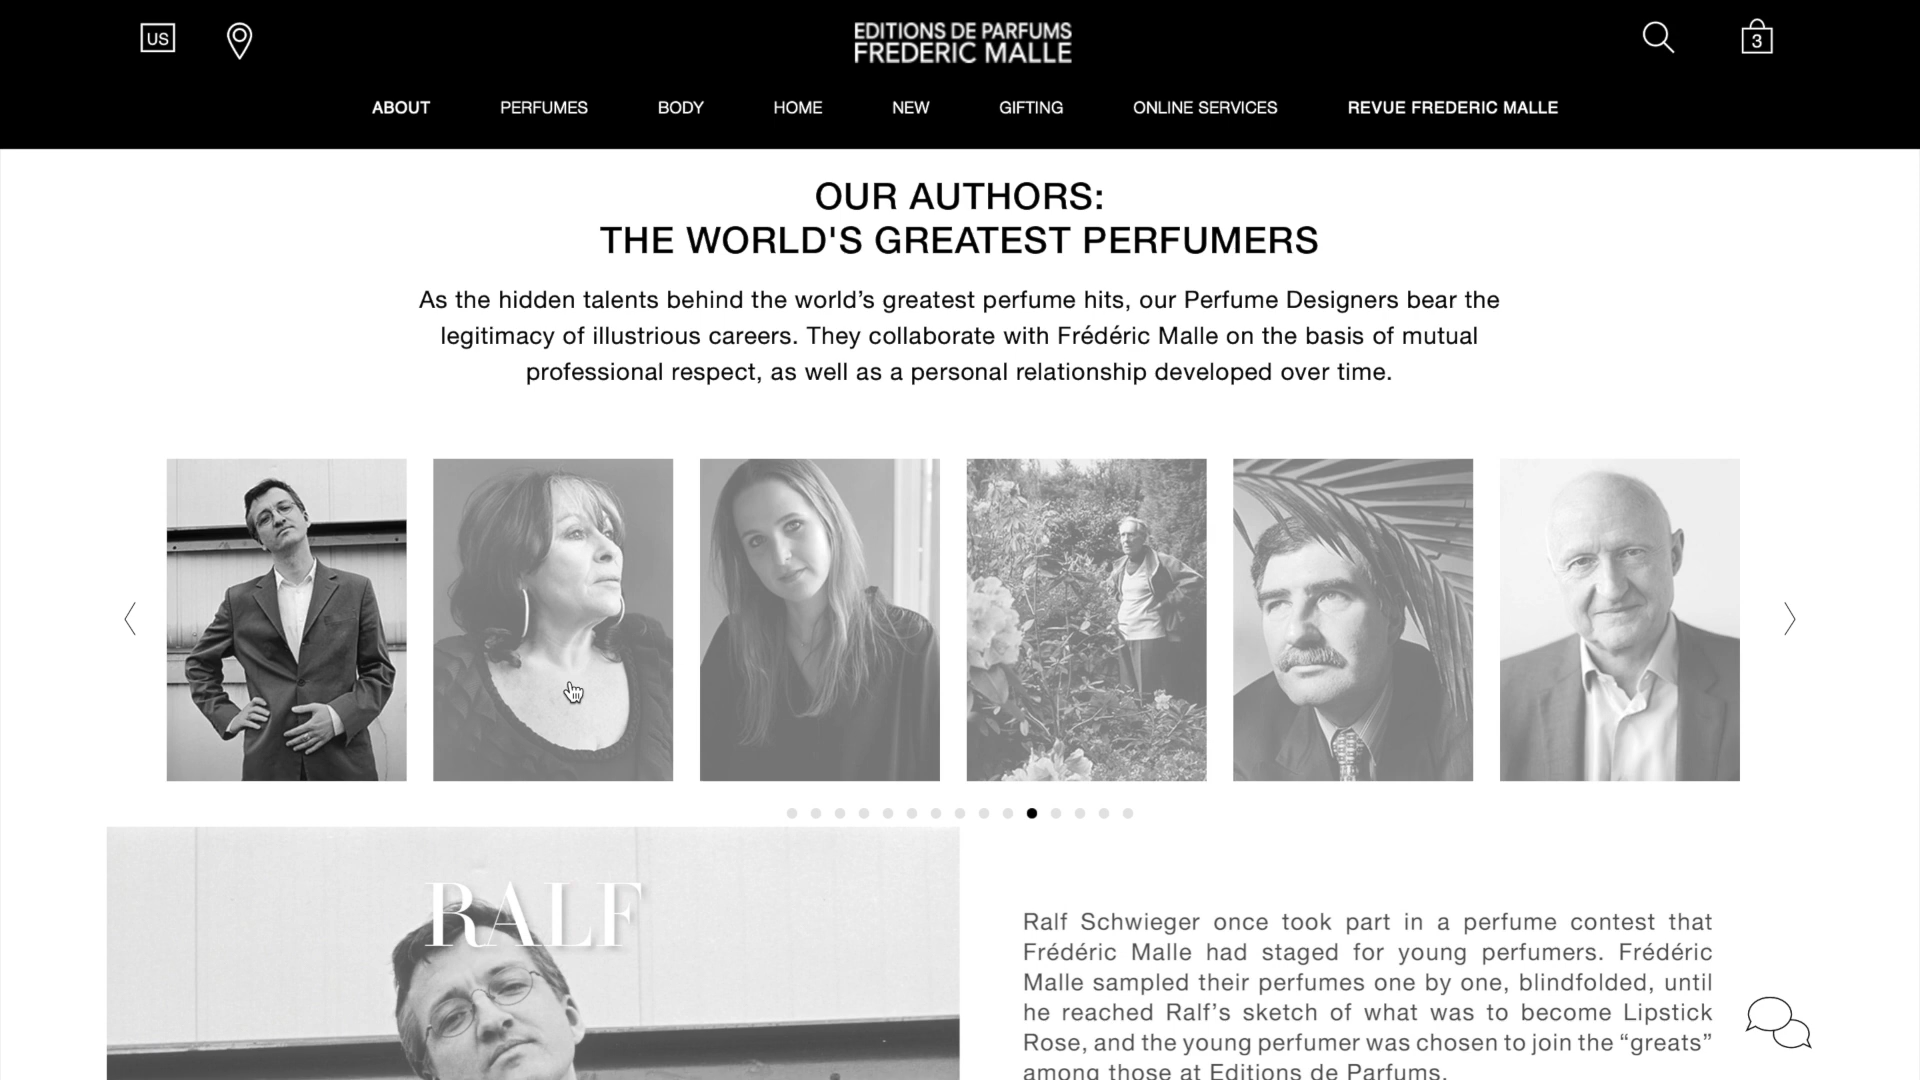 US
EDITIONS DE PARFUMS
FREDERIC MALLE
3
ABOUT PERFUMES BODY HOME NEW GIFTING ONLINE SERVICES REVUE FREDERIC MALLE
OUR AUTHORS:
THE WORLD'S GREATEST PERFUMERS
As the hidden talents behind the world’s greatest perfume hits, our Perfume Designers bear the
legitimacy of illustrious careers. They collaborate with Frédéric Malle on the basis of mutual
professional respect, as well as a personal relationship developed over time.
RALF
Ralf Schwieger once took part in a perfume contest that
Frédéric Malle had staged for young perfumers. Frédéric
Malle sampled their perfumes one by one, blindfolded, until
he reached Ralf’s sketch of what was to become Lipstick
Rose, and the young perfumer was chosen to join the “greats”
among those at Editions de Parfums.